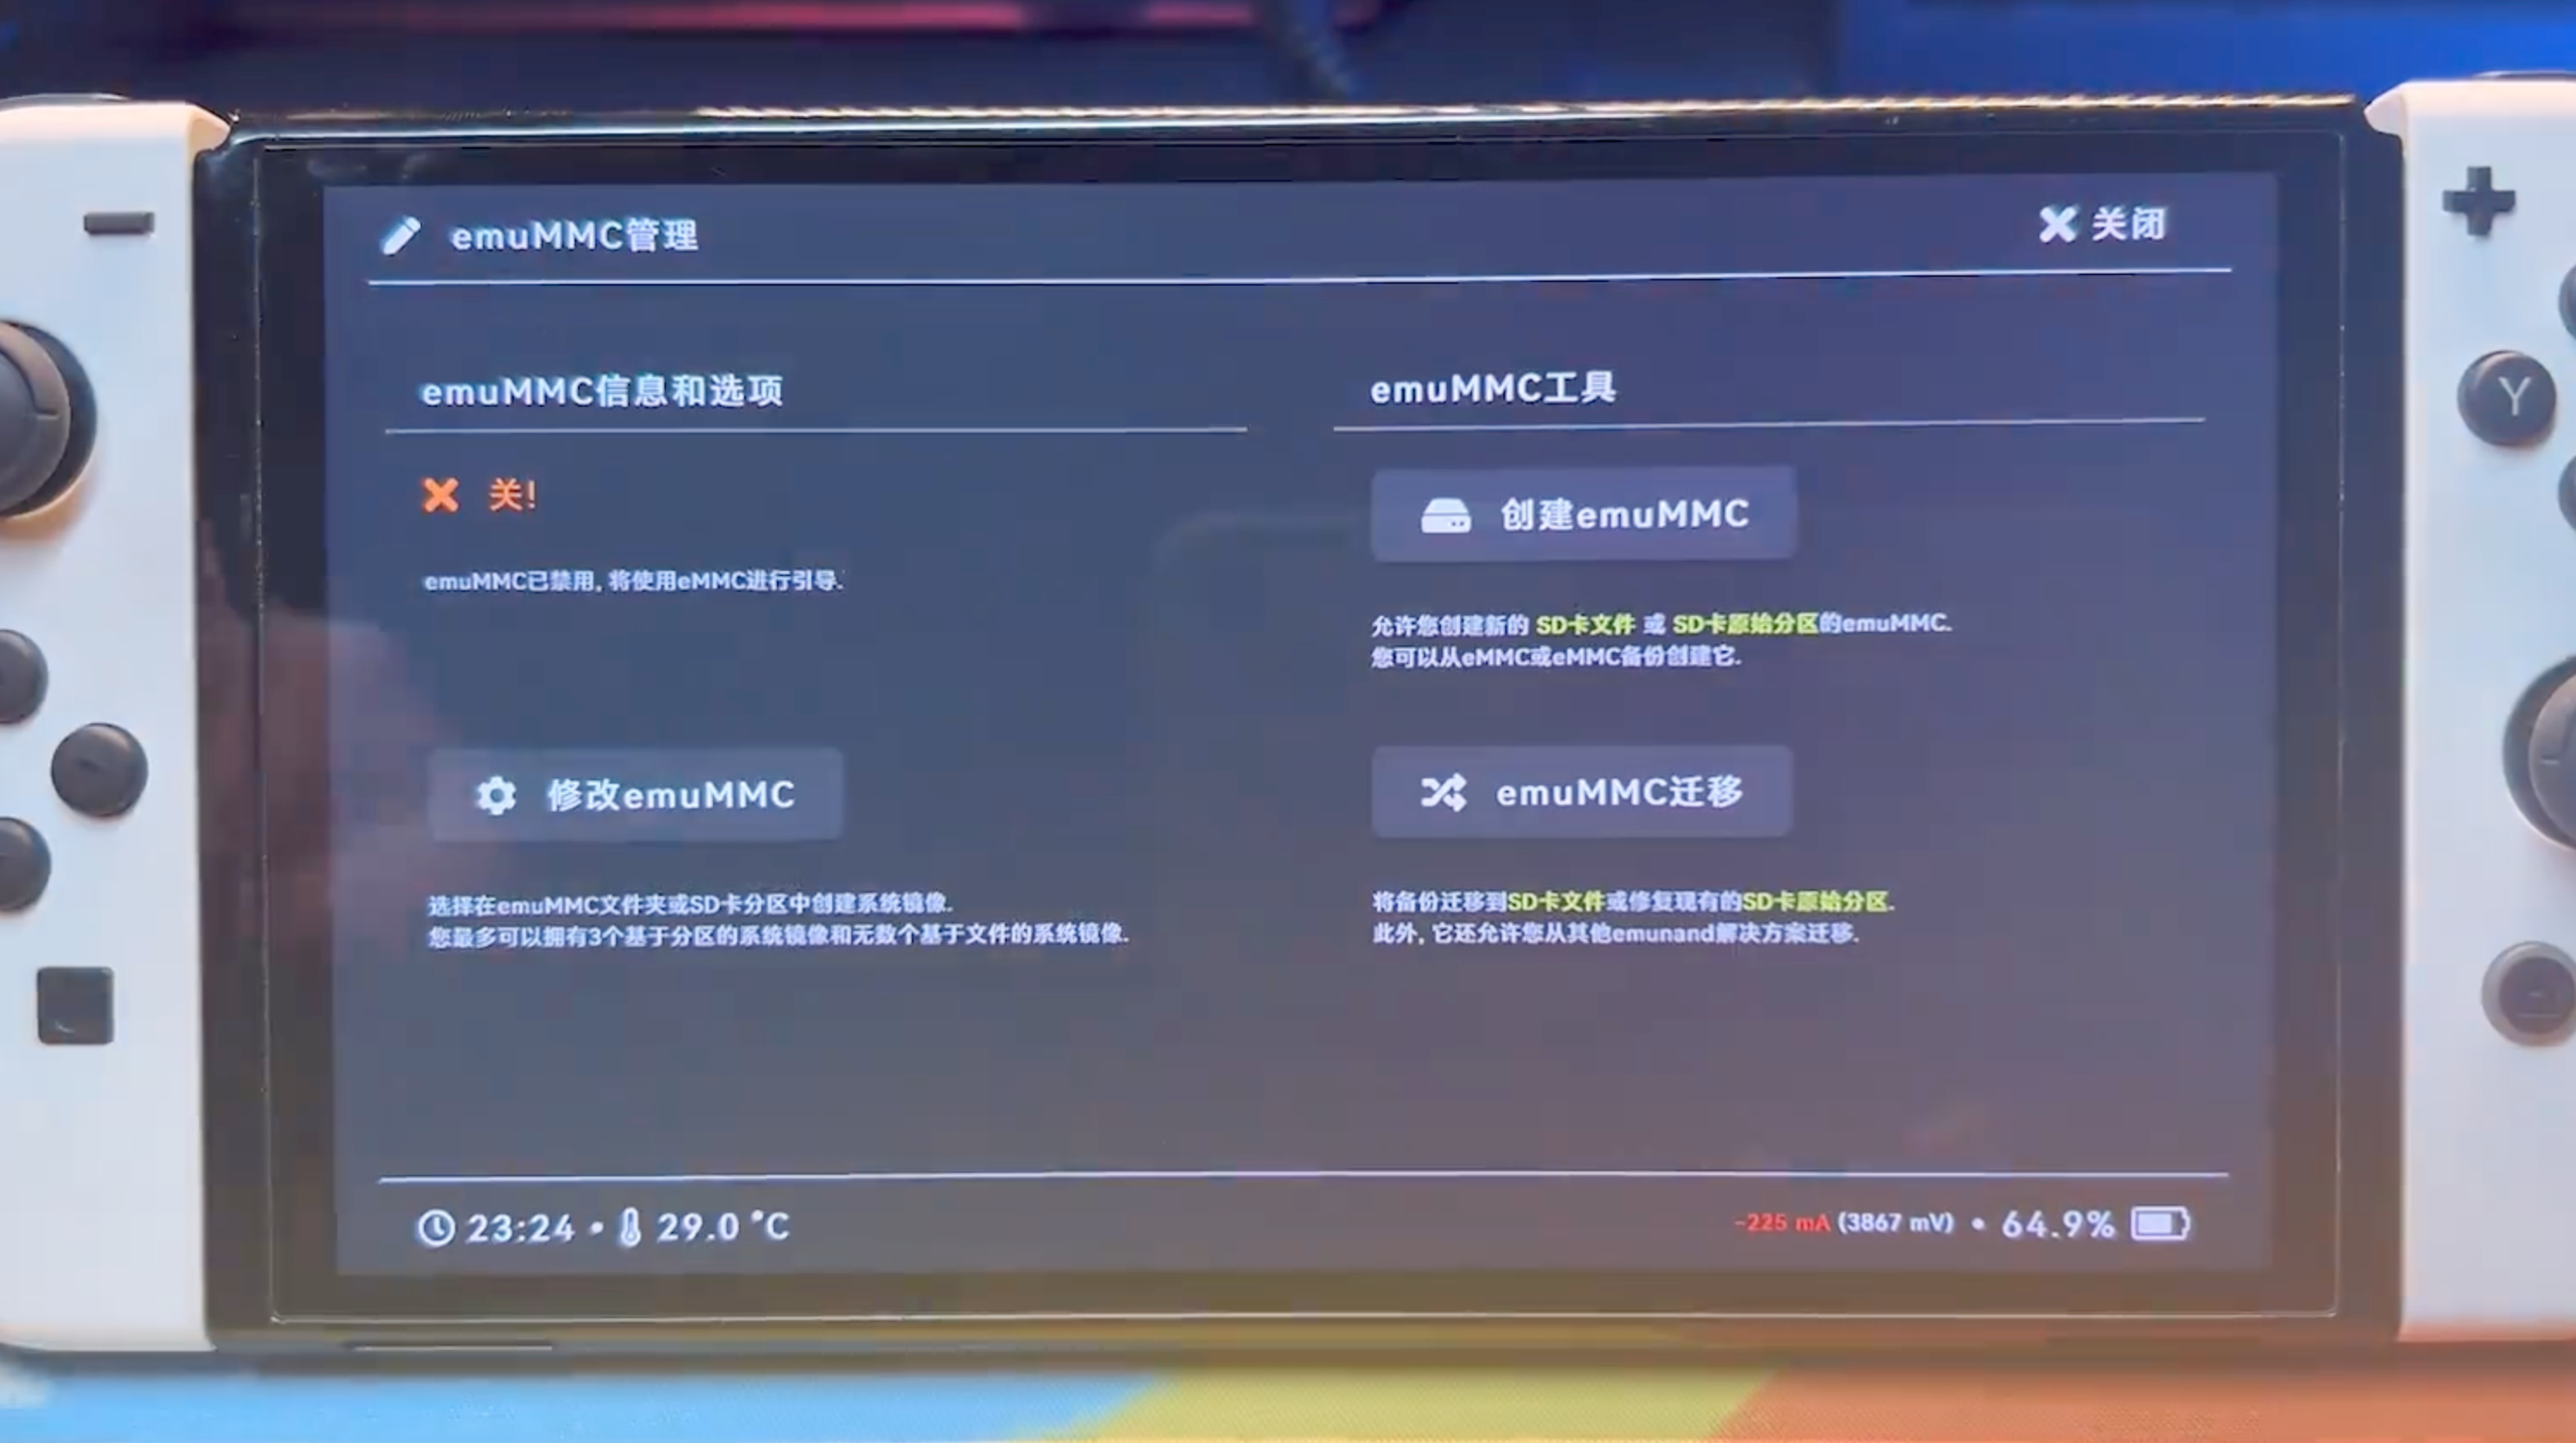 emuMMC管理
关闭
emuMMC信息和选项
关!
emuMMC已禁用, 将使用eMMC进行引导.
修改emuMMC
选择在emuMMC文件夹或SD卡分区中创建系统镜像.
您最多可以拥有3个基于分区的系统镜像和无数个基于文件的系统镜像.
emuMMC工具
创建emuMMC
允许您创建新的 SD卡文件 或 SD卡原始分区的emuMMC.
您可以从eMMC或eMMC备份创建它.
emuMMC迁移
将备份迁移到SD卡文件或修复现有的SD卡原始分区.
此外, 它还允许您从其他emunand解决方案迁移.
23:24 • 29.0 °C
-225 mA (3867 mV) • 64.9%
Y